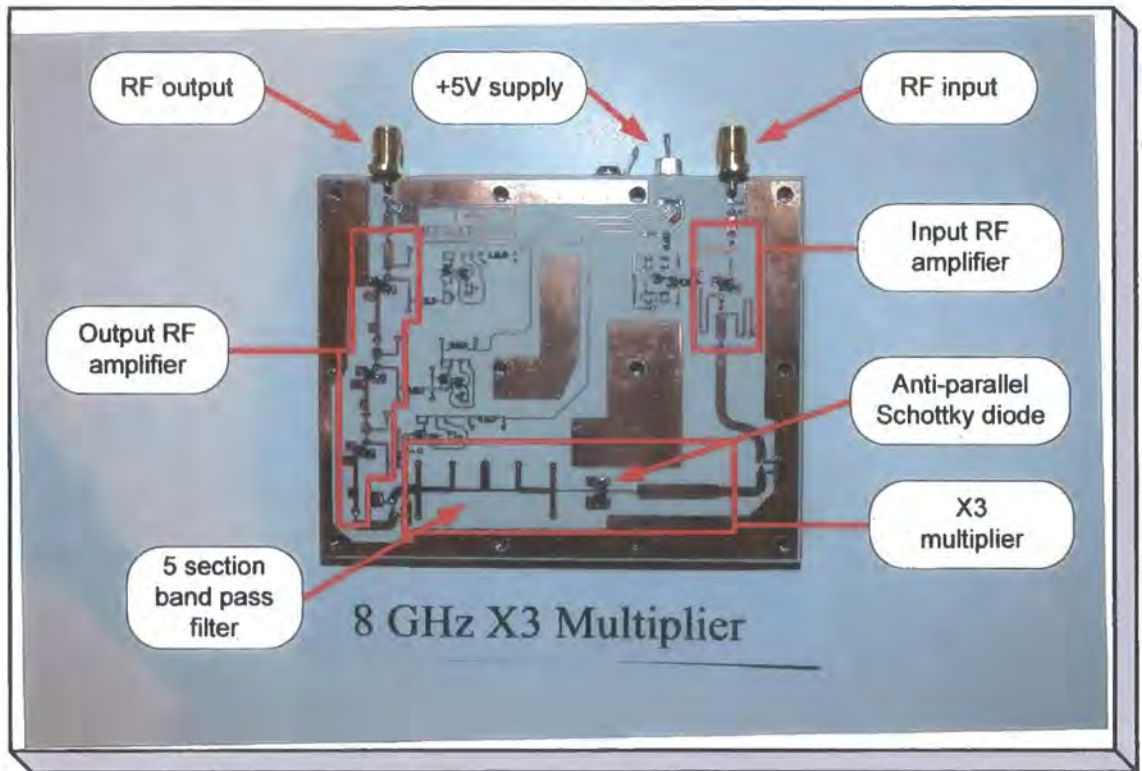 RF output
+5V supply
RF input
Input RF
amplifier
Output RF
amplifier
Anti-parallel
Schottky diode
X3
multiplier
5 section
band pass
filter
8 GHz X3 Multiplier